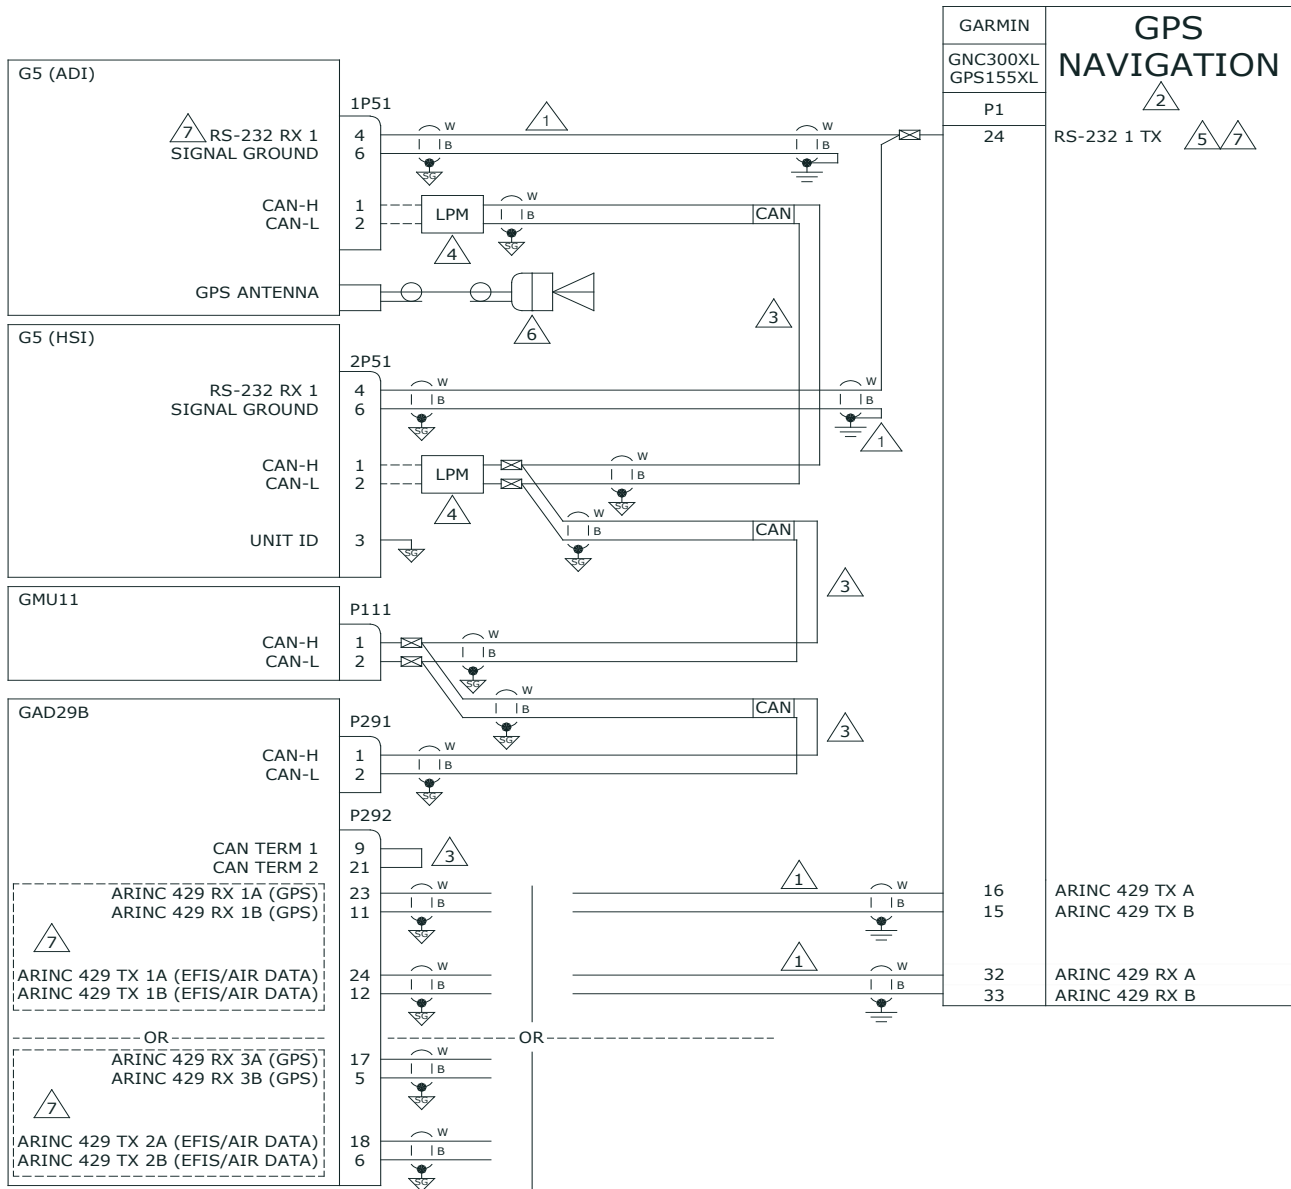 GARMIN
GPS
NAVIGATION
GNC300XL
GPS155XL
P1
2
24 RS-232 1 TX 5 7
G5 (ADI)
1P51
7 RS-232 RX 1 4 W B 1 W B
SIGNAL GROUND 6 SG
CAN-H 1 LPM W CAN
CAN-L 2 B
4 SG
GPS ANTENNA
6
3
G5 (HSI)
2P51
RS-232 RX 1 4 W W
SIGNAL GROUND 6 B B
SG 1
CAN-H 1 LPM W
CAN-L 2 B
4 SG
W CAN
B
UNIT ID 3 SG SG
3
GMU11
P111
CAN-H 1 W
CAN-L 2 B
SG
W CAN
B
SG
3
GAD29B
P291
CAN-H 1 W
CAN-L 2 B
SG
P292
CAN TERM 1 9 3
CAN TERM 2 21
ARINC 429 RX 1A (GPS) 23 W 1 W 16 ARINC 429 TX A
ARINC 429 RX 1B (GPS) 11 B B 15 ARINC 429 TX B
7 SG
ARINC 429 TX 1A (EFIS/AIR DATA) 24 W 1 W 32 ARINC 429 RX A
ARINC 429 TX 1B (EFIS/AIR DATA) 12 B B 33 ARINC 429 RX B
SG
OR OR
ARINC 429 RX 3A (GPS) 17 W
ARINC 429 RX 3B (GPS) 5 B
7 SG
ARINC 429 TX 2A (EFIS/AIR DATA) 18 W
ARINC 429 TX 2B (EFIS/AIR DATA) 6 B
SG